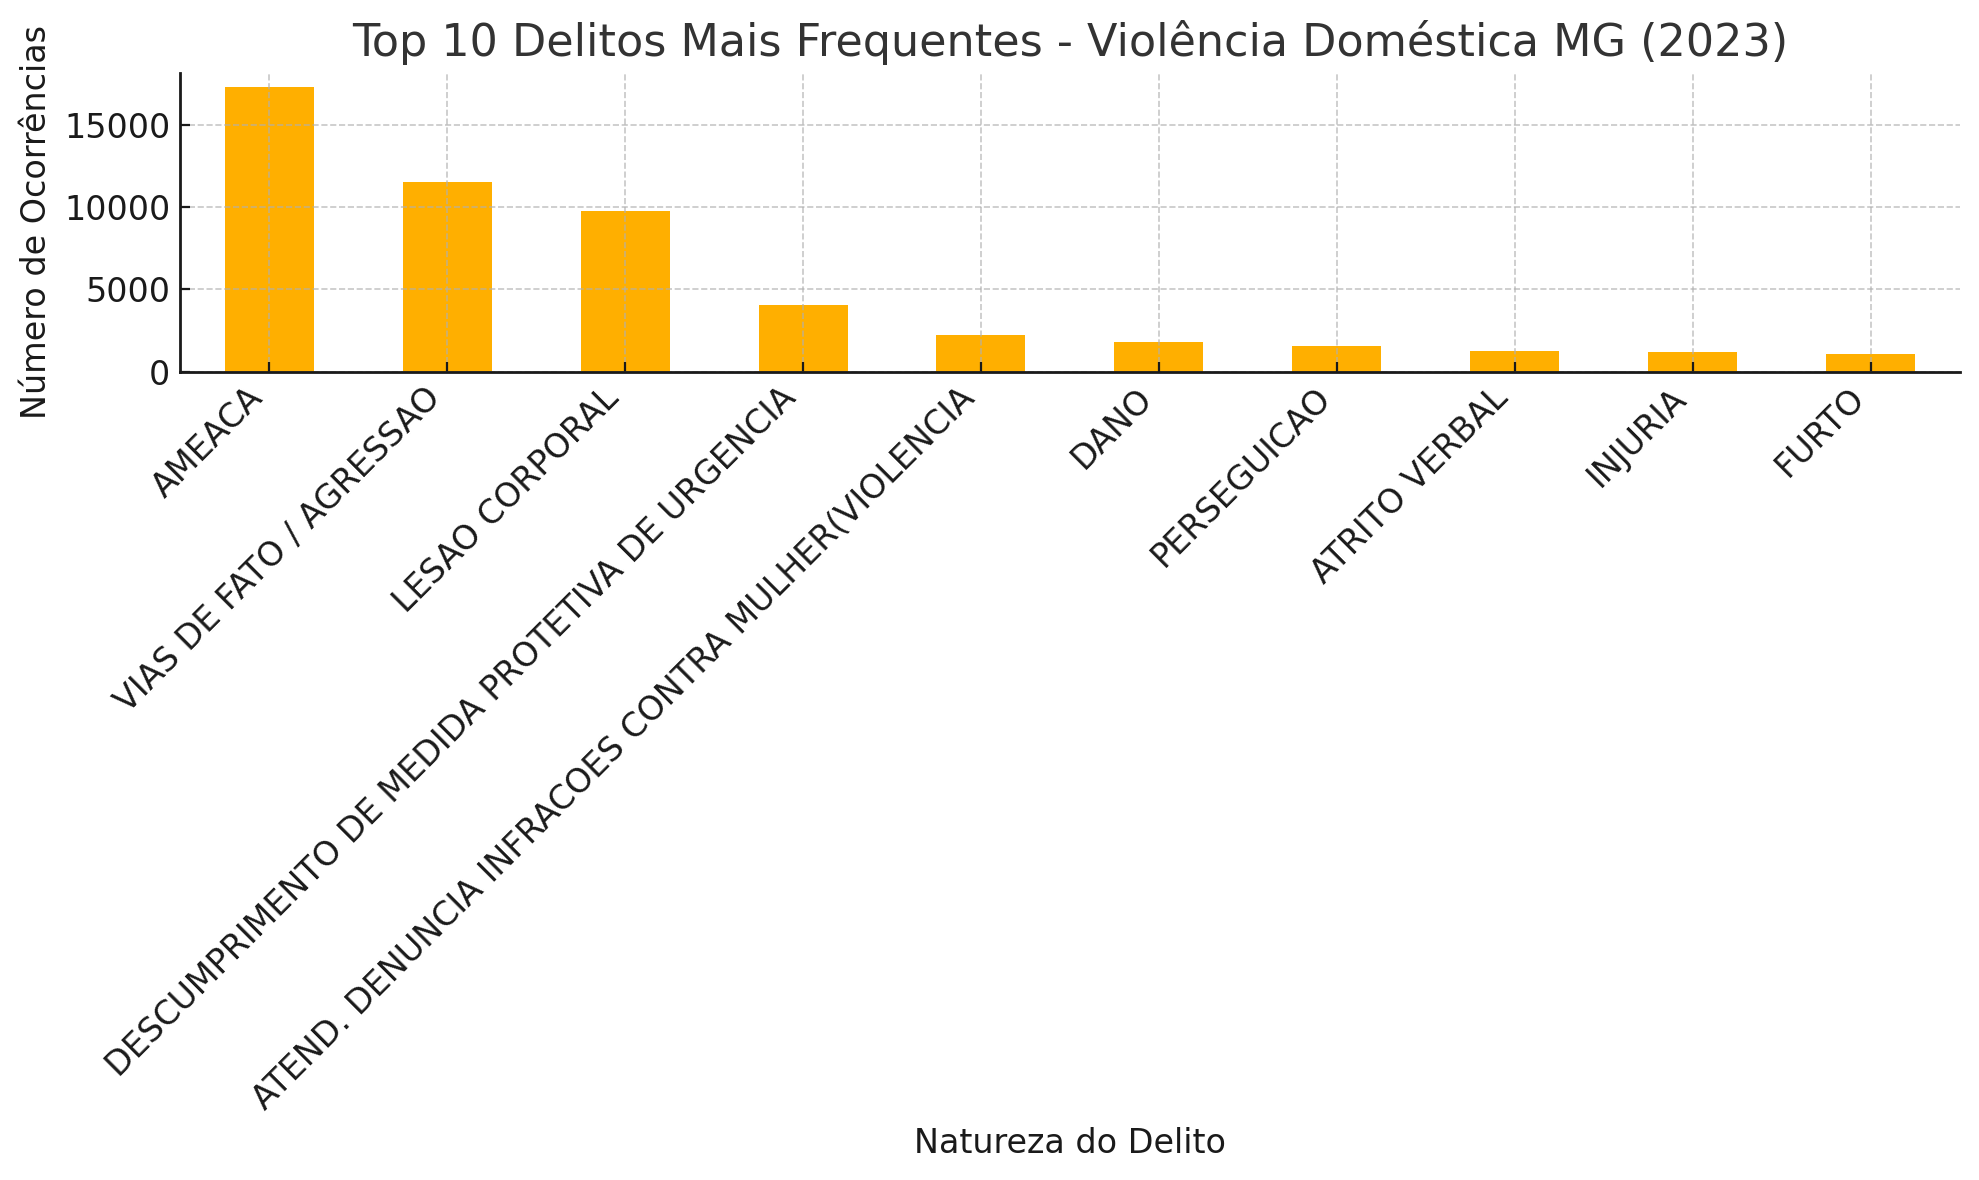 Top 10 Delitos Mais Frequentes - Violência Doméstica MG (2023)
Número de Ocorrências
15000
10000
5000
0
AMEACA
VIAS DE FATO / AGRESSAO
LESAO CORPORAL
DESCUMPRIMENTO DE MEDIDA PROTETIVA DE URGENCIA
ATEND. DENUNCIA INFRACOES CONTRA MULHER(VIOLENCIA
DANO
PERSEGUICAO
ATRITO VERBAL
INJURIA
FURTO
Natureza do Delito